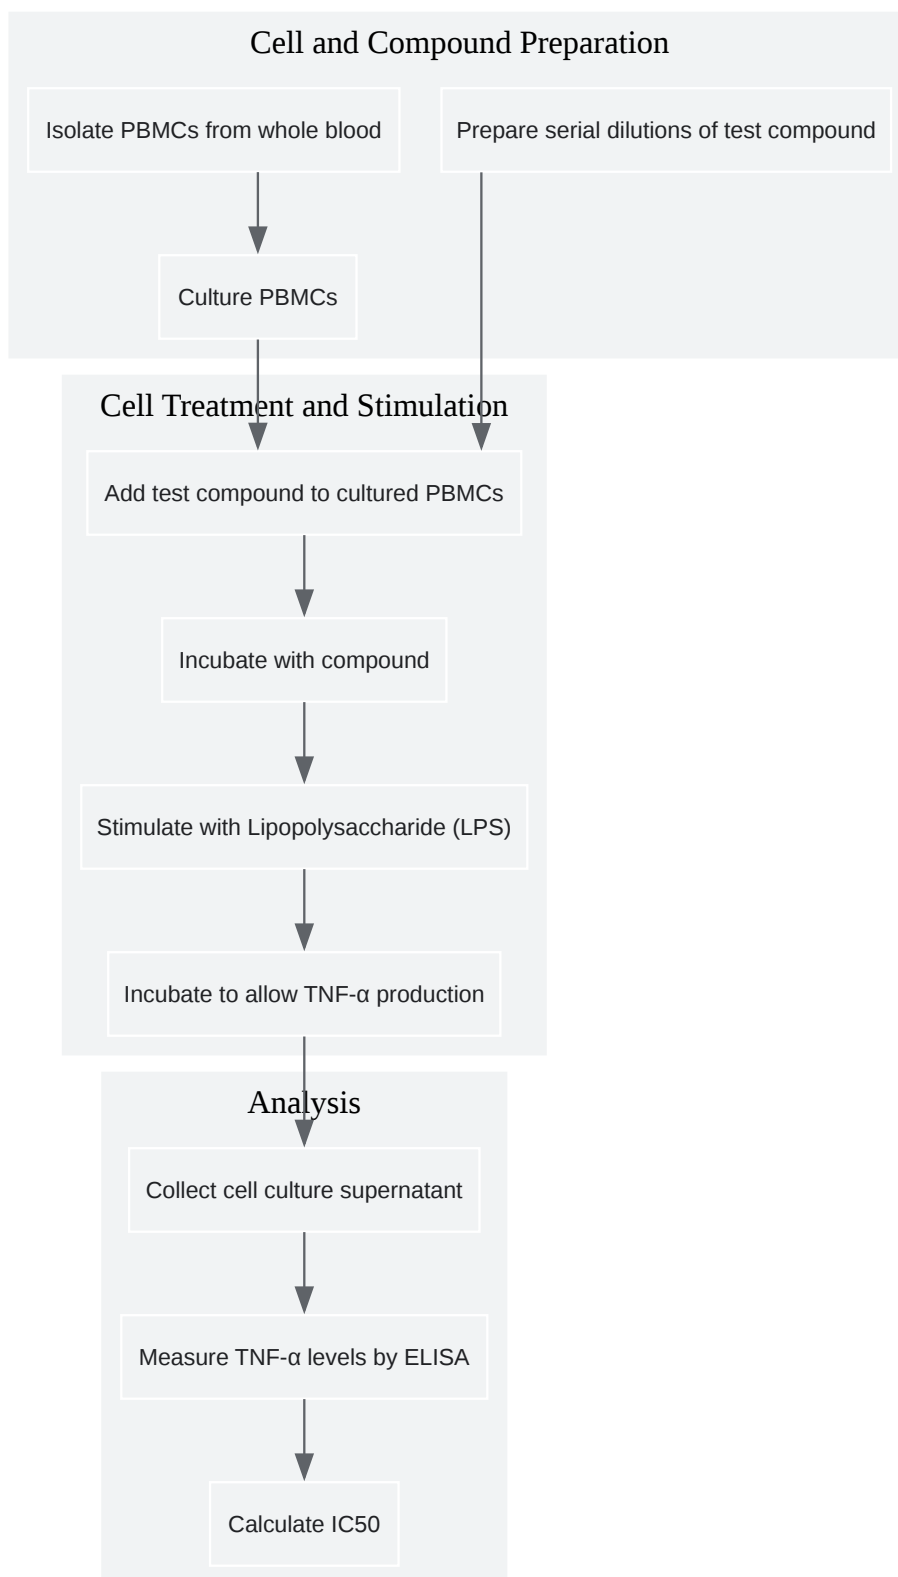 Cell and Compound Preparation
Isolate PBMCs from whole blood
Prepare serial dilutions of test compound
Culture PBMCs
Cell Treatment and Stimulation
Add test compound to cultured PBMCs
Incubate with compound
Stimulate with Lipopolysaccharide (LPS)
Incubate to allow TNF-α production
Analysis
Collect cell culture supernatant
Measure TNF-α levels by ELISA
Calculate IC50